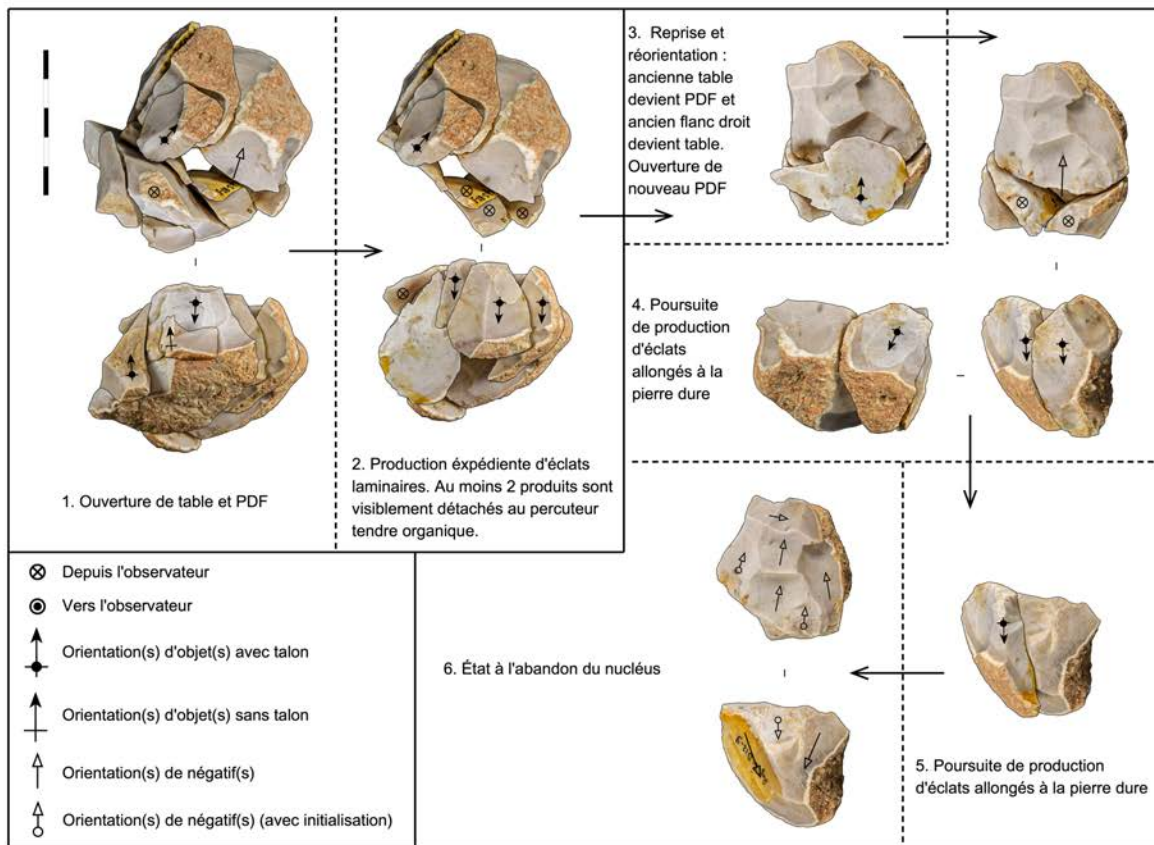 3. Reprise et
réorientation :
ancienne table
devient PDF et
ancien flanc droit
devient table.
Ouverture de
nouveau PDF
4. Poursuite
de production
d'éclats
allongés à la
pierre dure
1. Ouverture de table et PDF
2. Production éxpédiente d'éclats
laminaires. Au moins 2 produits sont
visiblement détachés au percuteur
tendre organique.
Depuis l'observateur
Vers l'observateur
Orientation(s) d'objet(s) avec talon
Orientation(s) d'objet(s) sans talon
Orientation(s) de négatif(s)
Orientation(s) de négatif(s) (avec initialisation)
6. État à l'abandon du nucléus
5. Poursuite de production
d'éclats allongés à la pierre dure